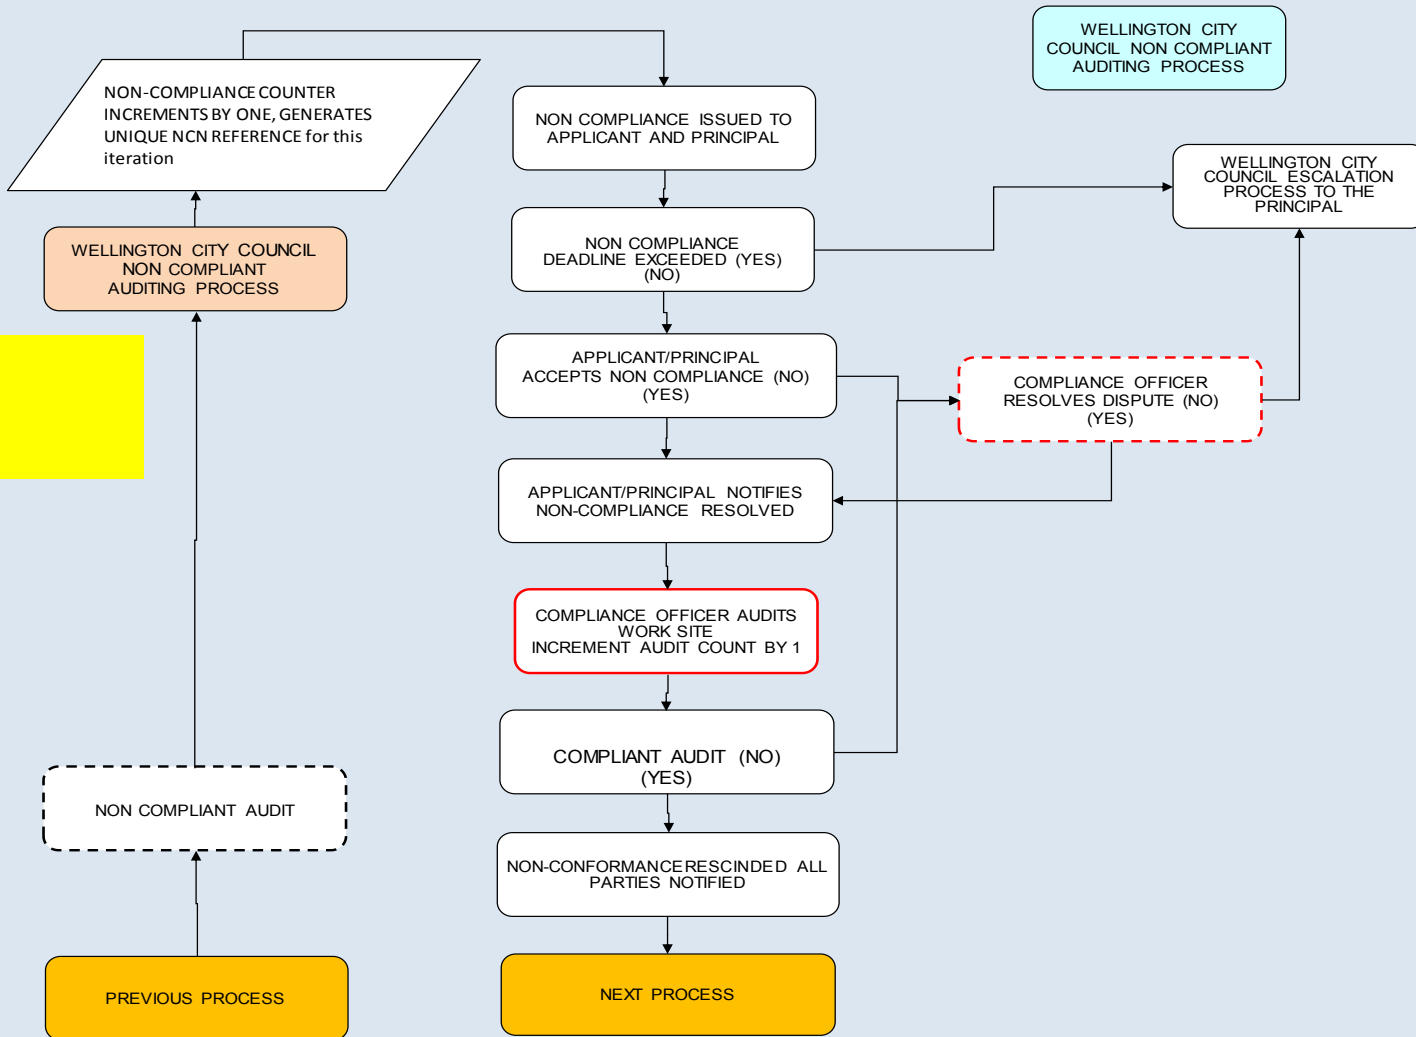 WELLINGTON CITY
COUNCIL NON COMPLIANT
AUDITING PROCESS
NON-COMPLIANCE COUNTER
INCREMENTS BY ONE, GENERATES
UNIQUE NCN REFERENCE for this
iteration
NON COMPLIANCE ISSUED TO
APPLICANT AND PRINCIPAL
WELLINGTON CITY
COUNCIL ESCALATION
PROCESS TO THE
PRINCIPAL
WELLINGTON CITY COUNCIL
NON COMPLIANT
AUDITING PROCESS
NON COMPLIANCE
DEADLINE EXCEEDED (YES)
(NO)
APPLICANT/PRINCIPAL
ACCEPTS NON COMPLIANCE (NO)
(YES)
COMPLIANCE OFFICER
RESOLVES DISPUTE (NO)
(YES)
APPLICANT/PRINCIPAL NOTIFIES
NON-COMPLIANCE RESOLVED
COMPLIANCE OFFICER AUDITS
WORK SITE
INCREMENT AUDIT COUNT BY 1
COMPLIANT AUDIT (NO)
(YES)
NON COMPLIANT AUDIT
NON-CONFORMANCE RESCINDED ALL
PARTIES NOTIFIED
PREVIOUS PROCESS
NEXT PROCESS